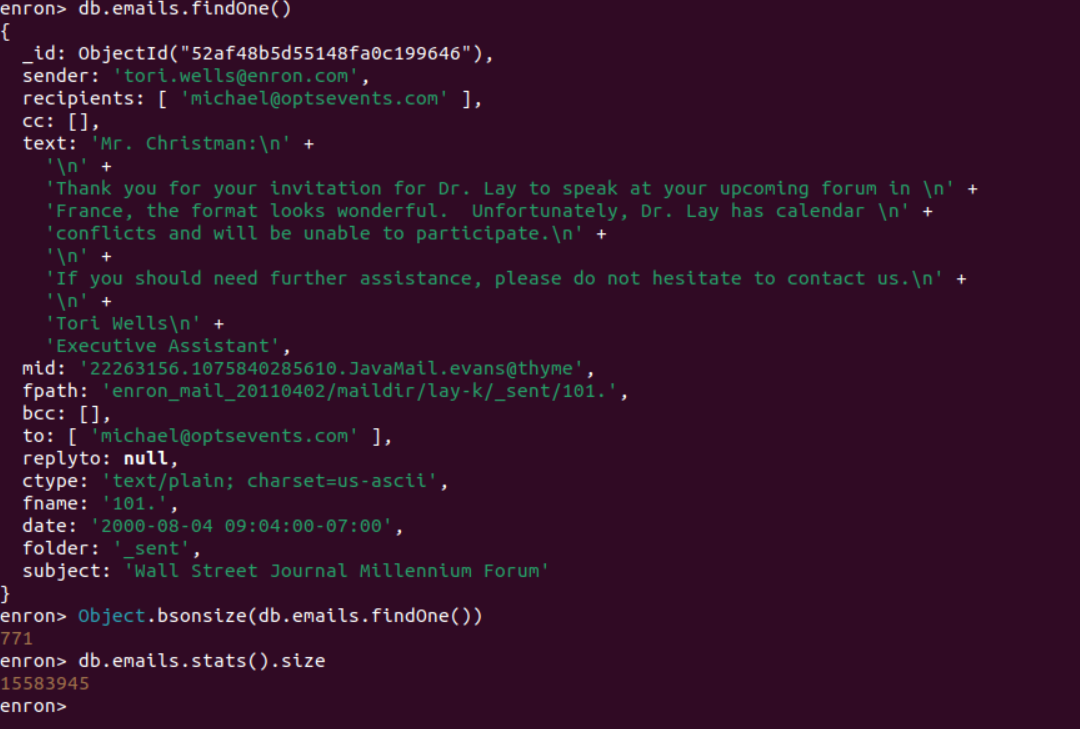 enron> db.emails.findOne()
{
  _id: ObjectId("52af48b5d55148fa0c199646"),
  sender: 'tori.wells@enron.com',
  recipients: [ 'michael@optsevents.com' ],
  cc: [],
  text: 'Mr. Christman:\n' +
    '\n' +
    'Thank you for your invitation for Dr. Lay to speak at your upcoming forum in \n' +
    'France, the format looks wonderful.  Unfortunately, Dr. Lay has calendar \n' +
    'conflicts and will be unable to participate.\n' +
    '\n' +
    'If you should need further assistance, please do not hesitate to contact us.\n' +
    '\n' +
    'Tori Wells\n' +
    'Executive Assistant',
  mid: '22263156.1075840285610.JavaMail.evans@thyme',
  fpath: 'enron_mail_20110402/maildir/lay-k/_sent/101.',
  bcc: [],
  to: [ 'michael@optsevents.com' ],
  replyto: null,
  ctype: 'text/plain; charset=us-ascii',
  fname: '101.',
  date: '2000-08-04 09:04:00-07:00',
  folder: '_sent',
  subject: 'Wall Street Journal Millennium Forum'
}
enron> Object.bsonsize(db.emails.findOne())
771
enron> db.emails.stats().size
15583945
enron>